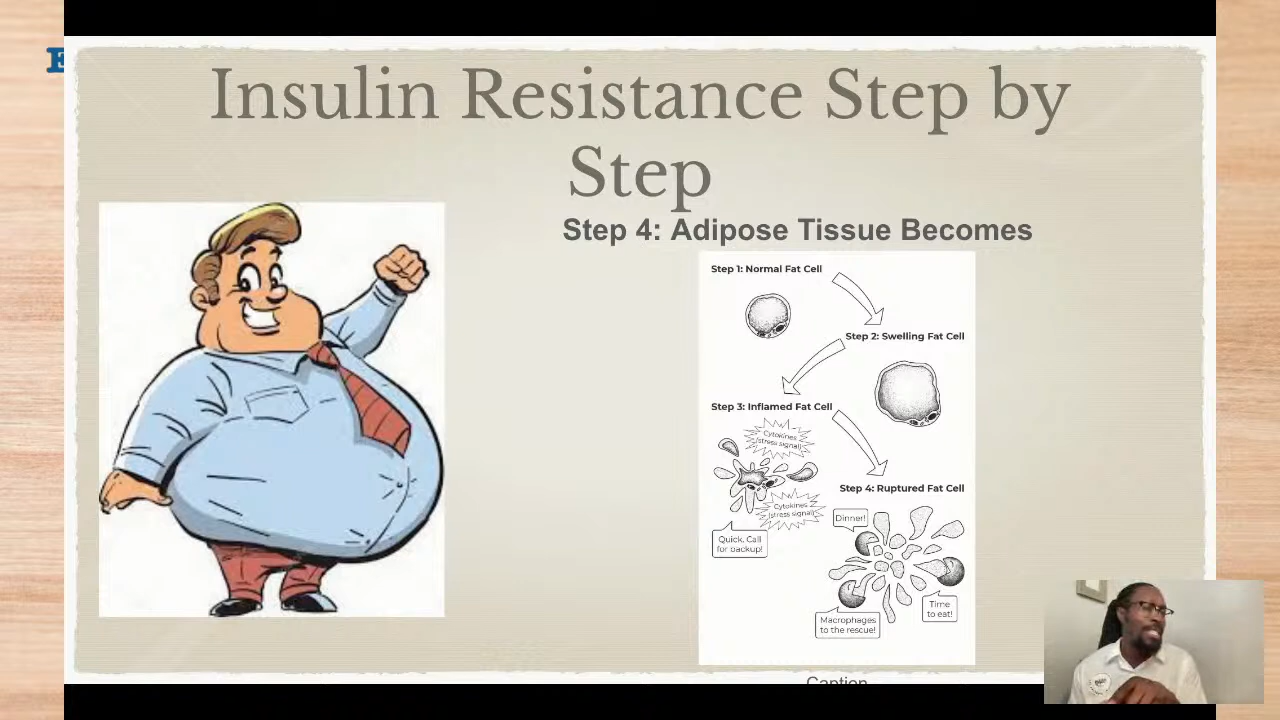 E
Insulin Resistance Step by
Step
Step 4: Adipose Tissue Becomes
Step 1: Normal Fat Cell
Step 2: Swelling Fat Cell
Step 3: Inflamed Fat Cell
Cytokines
(stress signal)
Cytokines
(stress signal)
Quick, Call
for backup!
Step 4: Ruptured Fat Cell
Dinner!
Time
to eat!
Macrophages
to the rescue!
Caption